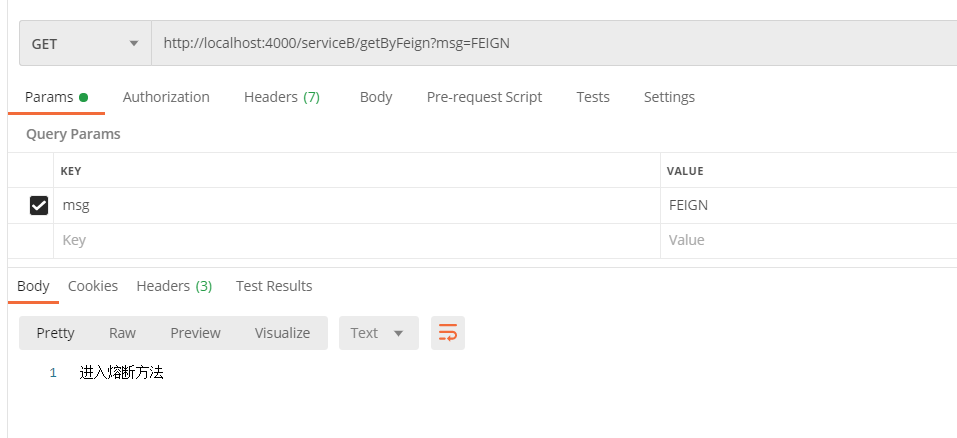 GET http://localhost:4000/serviceB/getByFeign?msg=FEIGN
Params Authorization Headers (7) Body Pre-request Script Tests Settings
Query Params
KEY VALUE
msg FEIGN
Key Value
Body Cookies Headers (3) Test Results
Pretty Raw Preview Visualize Text
1 进入熔断方法